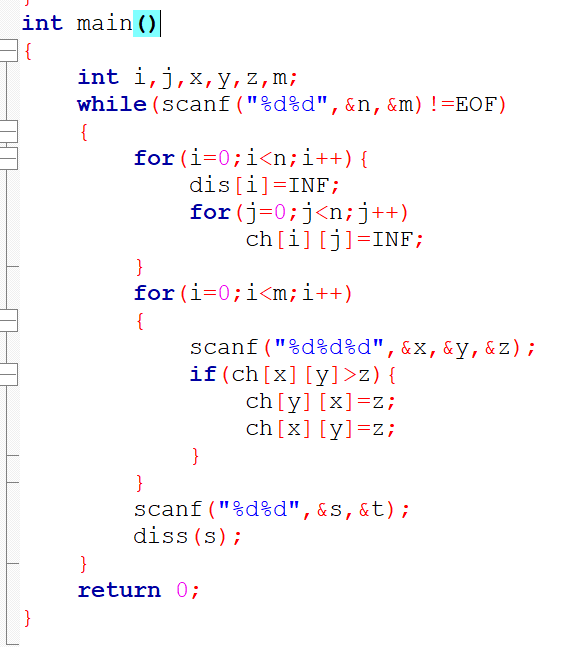 }
int main()
{
    int i,j,x,y,z,m;
    while(scanf("%d%d",&n,&m)!=EOF)
    {
        for(i=0;i<n;i++){
            dis[i]=INF;
            for(j=0;j<n;j++)
                ch[i][j]=INF;
        }
        for(i=0;i<m;i++)
        {
            scanf("%d%d%d",&x,&y,&z);
            if(ch[x][y]>z){
                ch[y][x]=z;
                ch[x][y]=z;
            }
        }
        scanf("%d%d",&s,&t);
        diss(s);
    }
    return 0;
}